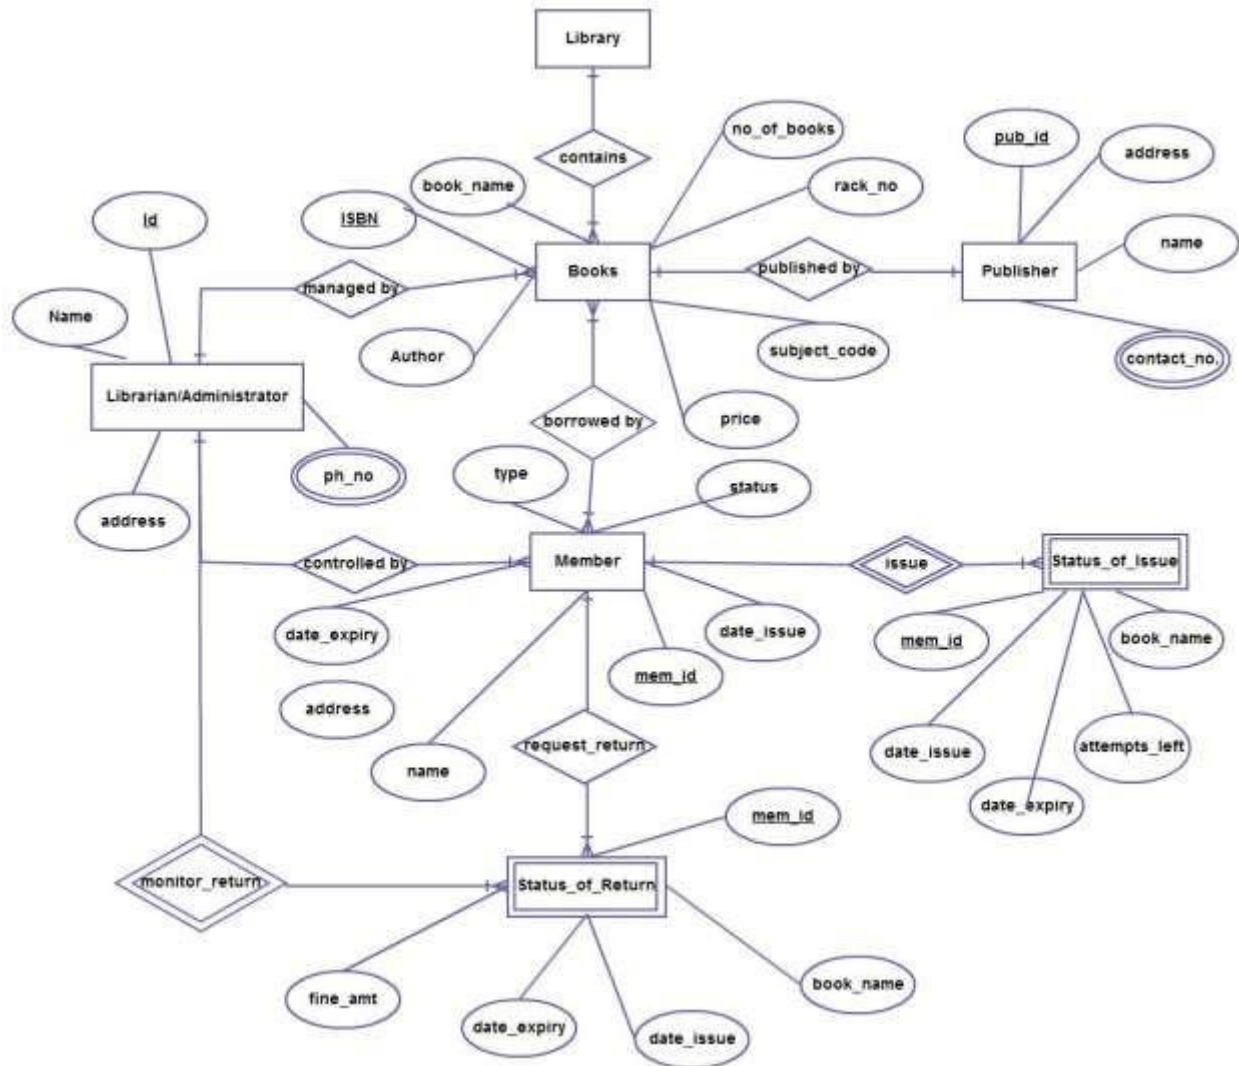 Library
no_of_books
pub_id
contains
address
book_name
rack_no
Id
ISBN
name
Books
published by
Publisher
managed by
Name
Author
subject_code
contact_no.
Librarian/Administrator
borrowed by
price
type
status
ph_no
address
controlled by
Member
issue
Status_of_Issue
date_expiry
date_issue
mem_id
book_name
mem_id
address
request_return
date_issue
attempts_left
name
date_expiry
mem_id
monitor_return
Status_of_Return
fine_amt
book_name
date_expiry
date_issue